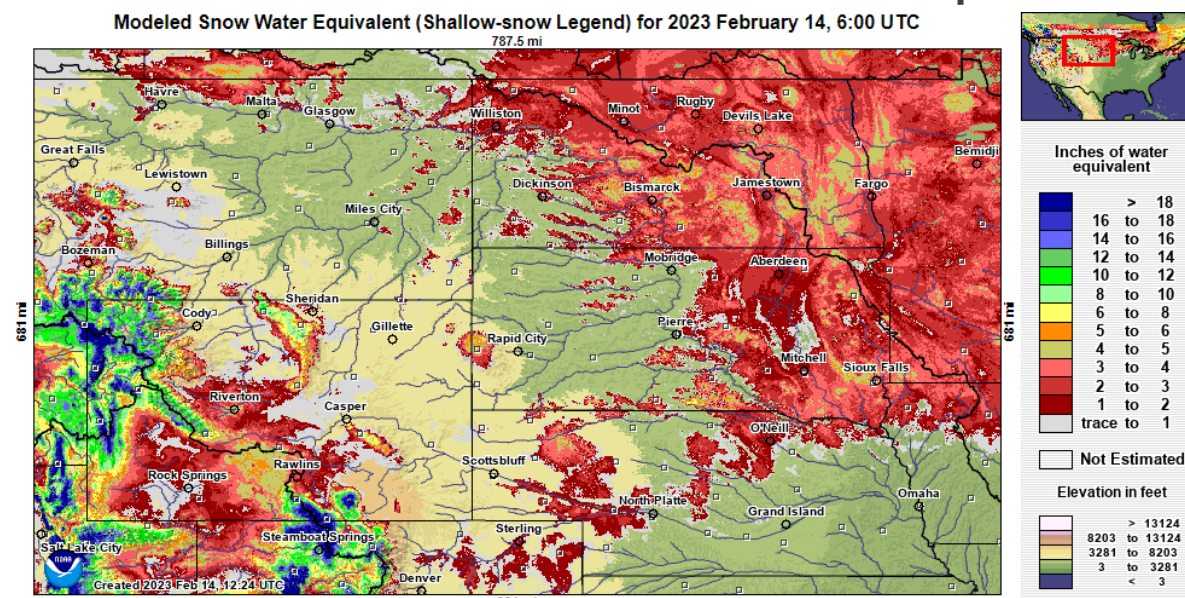 Modeled Snow Water Equivalent (Shallow-snow Legend) for 2023 February 14, 6:00 UTC
787.5 mi
Havre
Malta
Glasgow
Williston
Minot
Rugby
Devils Lake
Bemidji
Great Falls
Lewistown
Dickinson
Bismarck
Jamestown
Fargo
Miles City
Billings
Bozeman
Mobridge
Aberdeen
Sheridan
Cody
Gillette
Rapid City
Pierre
Mitchell
Sioux Falls
681 mi
681 mi
Riverton
Casper
O'Neill
Rock Springs
Rawlins
Scottsbluff
North Platte
Grand Island
Omaha
Steamboat Springs
Sterling
Salt Lake City
Denver
NOAA
Created 2023 Feb 14, 12:24 UTC
Inches of water
equivalent
> 18
16 to 18
14 to 16
12 to 14
10 to 12
8 to 10
6 to 8
5 to 6
4 to 5
3 to 4
2 to 3
1 to 2
trace to 1
Not Estimated
Elevation in feet
> 13124
8203 to 13124
3281 to 8203
3 to 3281
< 3